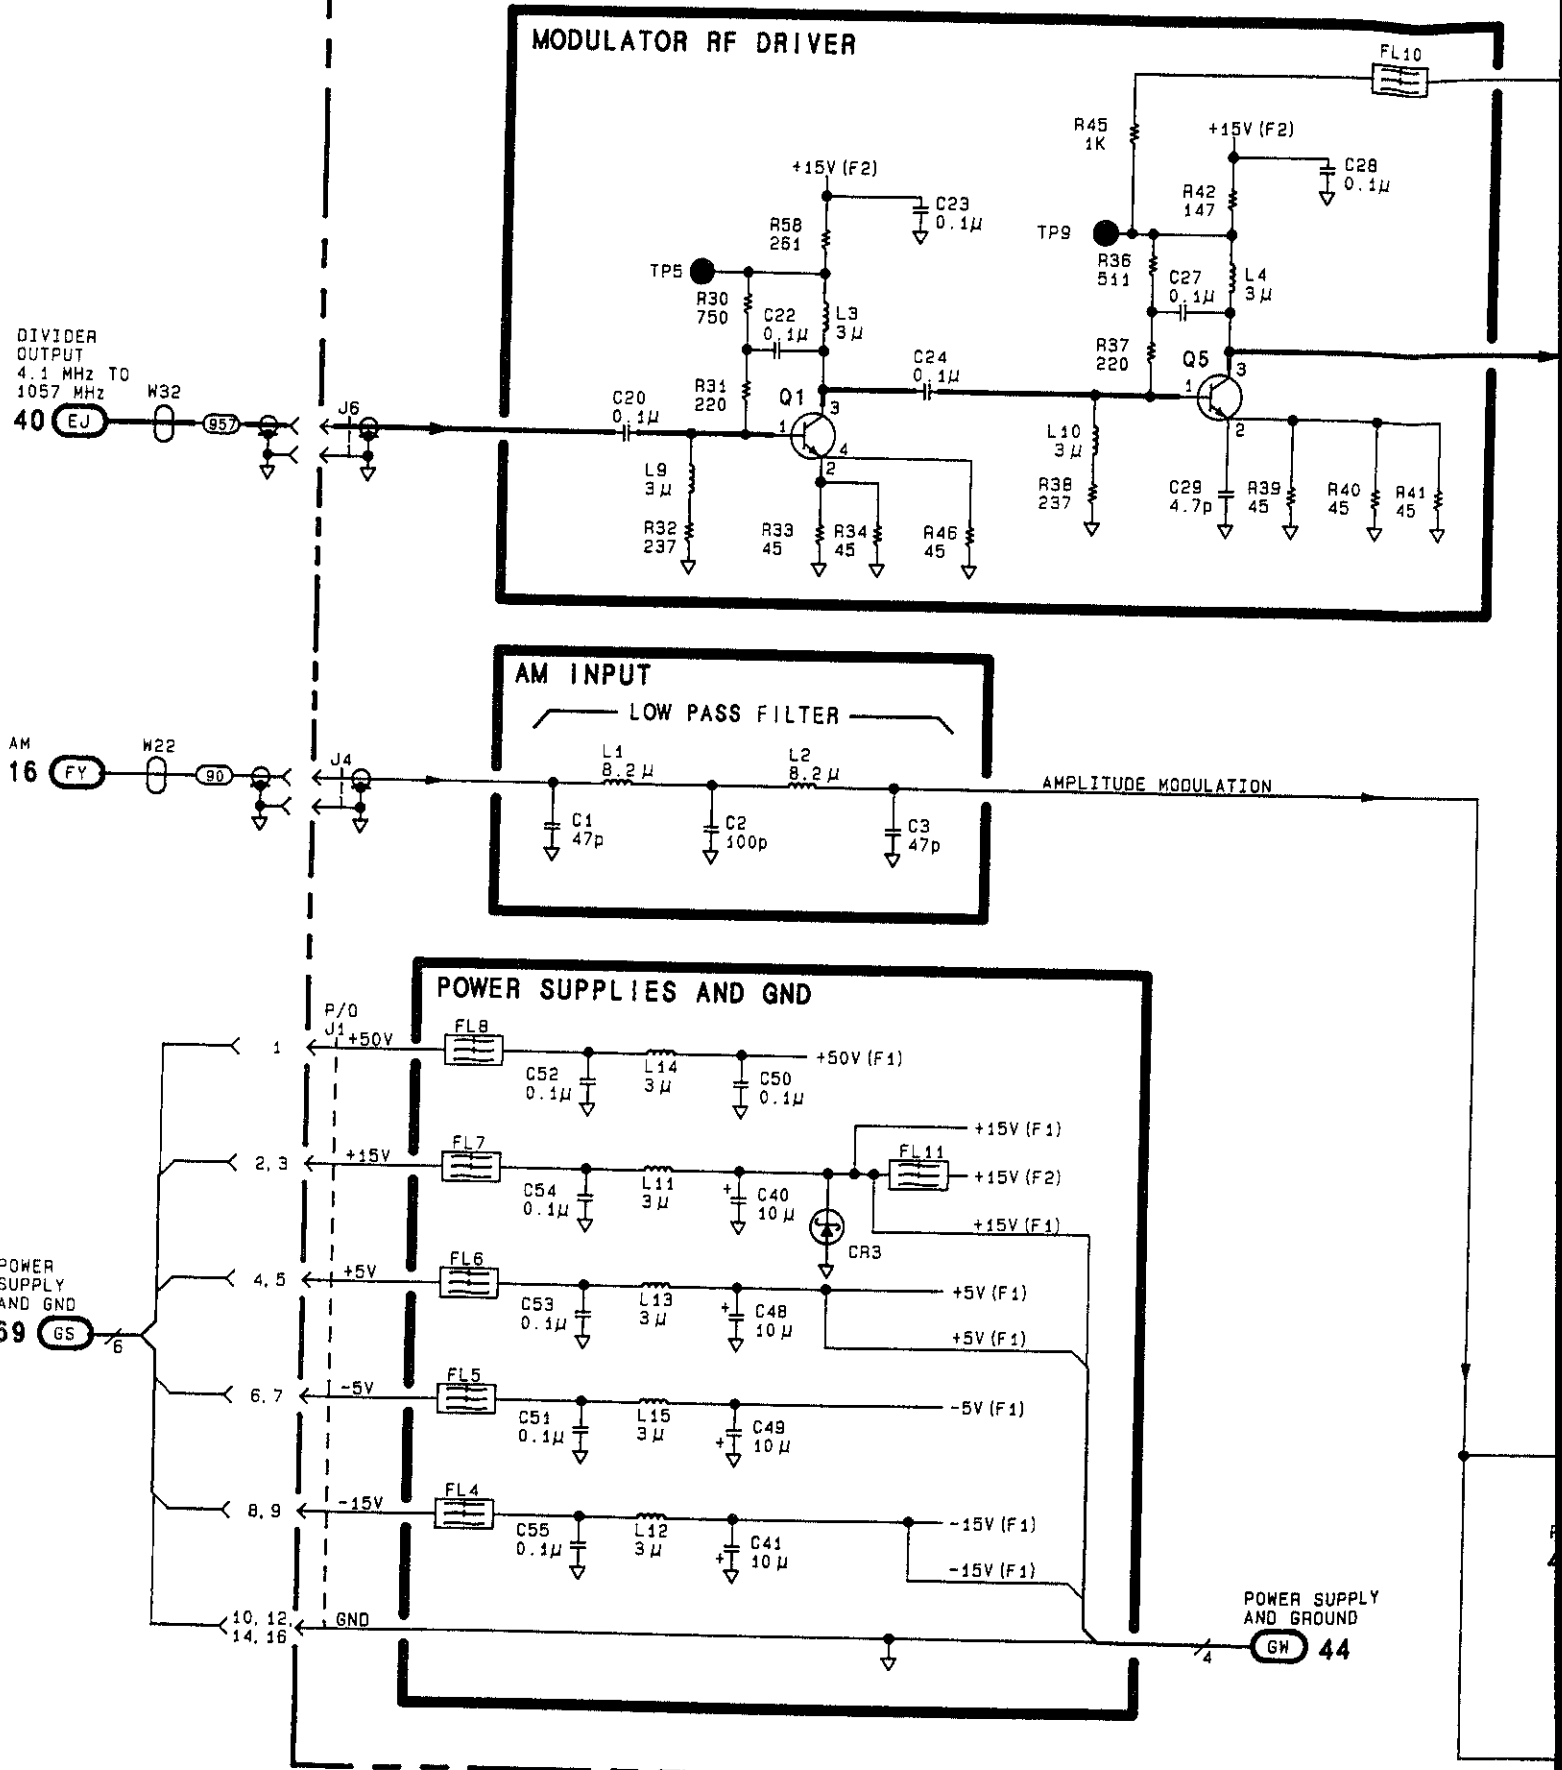 MODULATOR RF DRIVER
FL10
R45
1K
+15V(F2)
C28
0.1µ
+15V(F2)
R42
147
C23
0.1µ
R58
261
TP9
TP5
R36
511
C27
0.1µ
L4
3µ
R30
750
C22
0.1µ
L3
3µ
DIVIDER
OUTPUT
4.1 MHz TO
1057 MHz
40 EJ
W32
957
J6
C20
0.1µ
R31
220
Q1
1
3
4
2
C24
0.1µ
R37
220
Q5
1
3
2
L9
3µ
L10
3µ
R32
237
R33
45
R34
45
R46
45
R38
237
C29
4.7p
R39
45
R40
45
R41
45
AM INPUT
LOW PASS FILTER
AM
16 FY
W22
90
J4
L1
8.2µ
L2
8.2µ
AMPLITUDE MODULATION
C1
47p
C2
100p
C3
47p
POWER SUPPLIES AND GND
P/O
J1
1
+50V
FL8
C52
0.1µ
L14
3µ
C50
0.1µ
+50V(F1)
2,3
+15V
FL7
C54
0.1µ
L11
3µ
+
C40
10µ
CR3
+15V(F1)
FL11
+15V(F2)
+15V(F1)
4,5
+5V
FL6
C53
0.1µ
L13
3µ
+
C48
10µ
+5V(F1)
+5V(F1)
POWER
SUPPLY
AND GND
69 GS
6
6,7
-5V
FL5
C51
0.1µ
L15
3µ
+
C49
10µ
-5V(F1)
8,9
-15V
FL4
C55
0.1µ
L12
3µ
+
C41
10µ
-15V(F1)
-15V(F1)
10,12,
14,16
GND
POWER SUPPLY
AND GROUND
4
GW 44